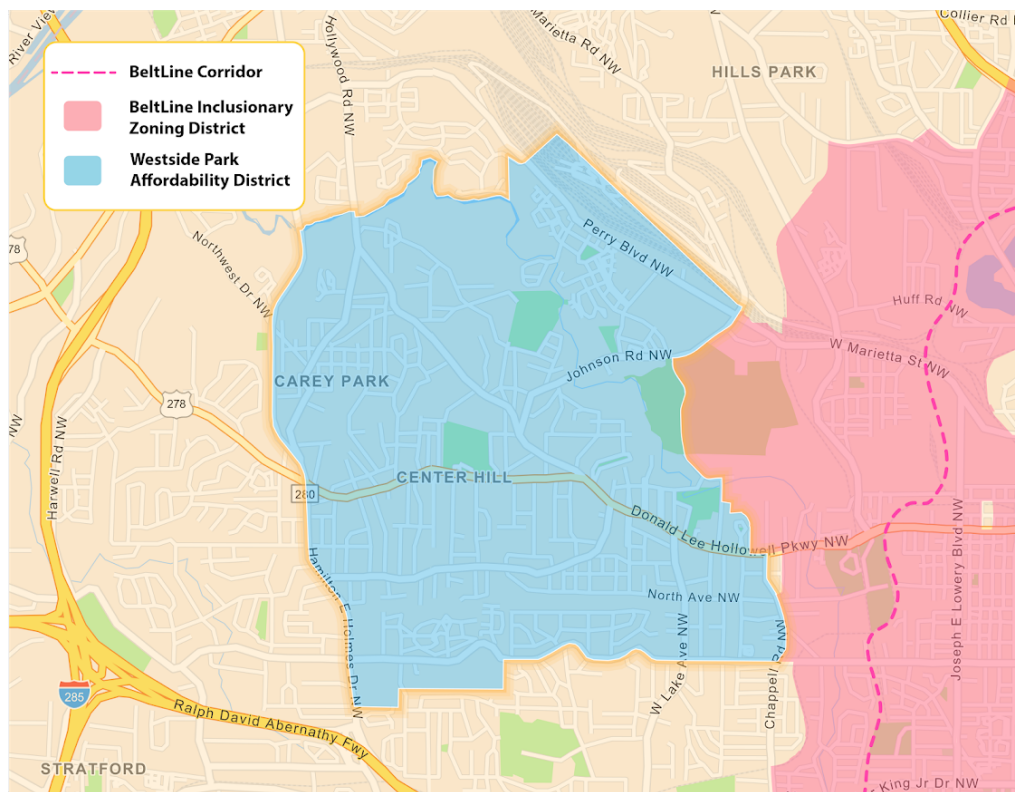 River View
Hollywood Rd NW
Marietta Rd NW
Collier Rd
HILLS PARK
BeltLine Corridor
BeltLine Inclusionary
Zoning District
Westside Park
Affordability District
78
Northwest Dr NW
Perry Blvd NW
Huff Rd NW
W Marietta St NW
Johnson Rd NW
CAREY PARK
278
NW
Harwell Rd NW
CENTER HILL
280
Donald Lee Hollowell Pkwy NW
Joseph E Lowery Blvd NW
Hamilton E Holmes Dr NW
North Ave NW
W Lake Ave NW
Chappell Rd NW
285
Ralph David Abernathy Fwy
STRATFORD
King Jr Dr NW